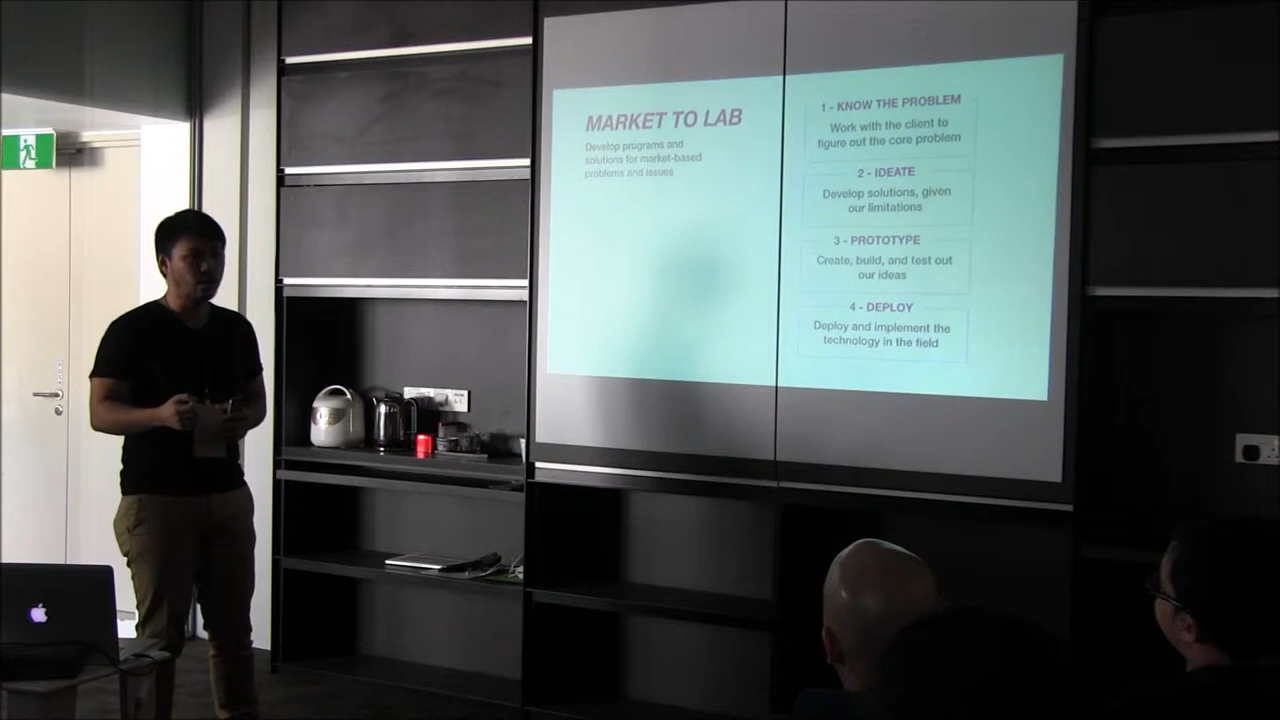 MARKET TO LAB
Develop programs and
solutions for market-based
problems and issues
1 - KNOW THE PROBLEM
Work with the client to
figure out the core problem
2 - IDEATE
Develop solutions, given
our limitations
3 - PROTOTYPE
Create, build, and test out
our ideas
4 - DEPLOY
Deploy and implement the
technology in the field